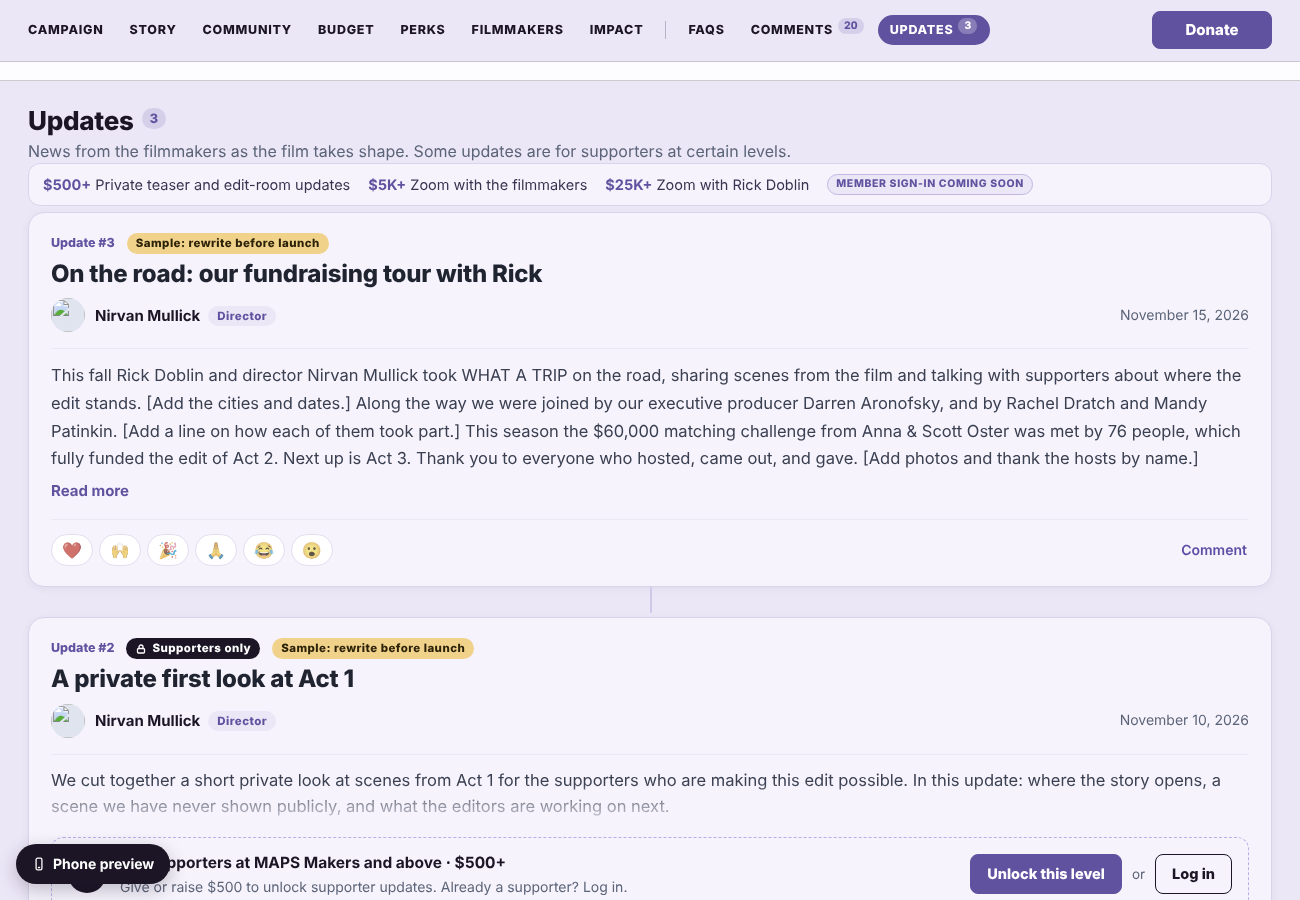 CAMPAIGN STORY COMMUNITY BUDGET PERKS FILMMAKERS IMPACT FAQS COMMENTS 20 UPDATES 3 Donate
Updates 3
News from the filmmakers as the film takes shape. Some updates are for supporters at certain levels.
$500+ Private teaser and edit-room updates $5K+ Zoom with the filmmakers $25K+ Zoom with Rick Doblin MEMBER SIGN-IN COMING SOON
Update #3 Sample: rewrite before launch
On the road: our fundraising tour with Rick
Nirvan Mullick Director November 15, 2026
This fall Rick Doblin and director Nirvan Mullick took WHAT A TRIP on the road, sharing scenes from the film and talking with supporters about where the
edit stands. [Add the cities and dates.] Along the way we were joined by our executive producer Darren Aronofsky, and by Rachel Dratch and Mandy
Patinkin. [Add a line on how each of them took part.] This season the $60,000 matching challenge from Anna & Scott Oster was met by 76 people, which
fully funded the edit of Act 2. Next up is Act 3. Thank you to everyone who hosted, came out, and gave. [Add photos and thank the hosts by name.]
Read more
Comment
Update #2 Supporters only Sample: rewrite before launch
A private first look at Act 1
Nirvan Mullick Director November 10, 2026
We cut together a short private look at scenes from Act 1 for the supporters who are making this edit possible. In this update: where the story opens, a
scene we have never shown publicly, and what the editors are working on next.
Phone preview pporters at MAPS Makers and above · $500+
Give or raise $500 to unlock supporter updates. Already a supporter? Log in.
Unlock this level or Log in